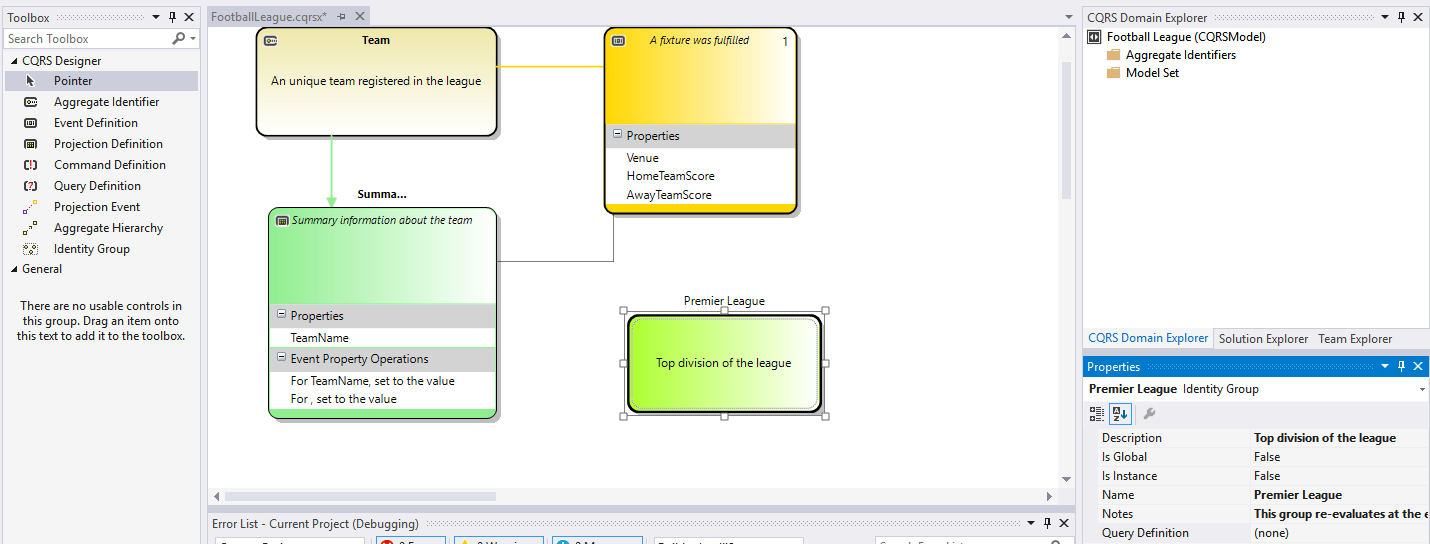 Toolbox
Search Toolbox
CQRS Designer
Pointer
Aggregate Identifier
Event Definition
Projection Definition
Command Definition
Query Definition
Projection Event
Aggregate Hierarchy
Identity Group
General
There are no usable controls in
this group. Drag an item onto
this text to add it to the toolbox.
FootballLeague.cqrsx*
Team
An unique team registered in the league
A fixture was fulfilled 1
Properties
Venue
HomeTeamScore
AwayTeamScore
Summa...
Summary information about the team
Properties
TeamName
Event Property Operations
For TeamName, set to the value
For , set to the value
Premier League
Top division of the league
Error List - Current Project (Debugging)
CQRS Domain Explorer
Football League (CQRSModel)
Aggregate Identifiers
Model Set
CQRS Domain Explorer Solution Explorer Team Explorer
Properties
Premier League Identity Group
Description Top division of the league
Is Global False
Is Instance False
Name Premier League
Notes This group re-evaluates at the e
Query Definition (none)